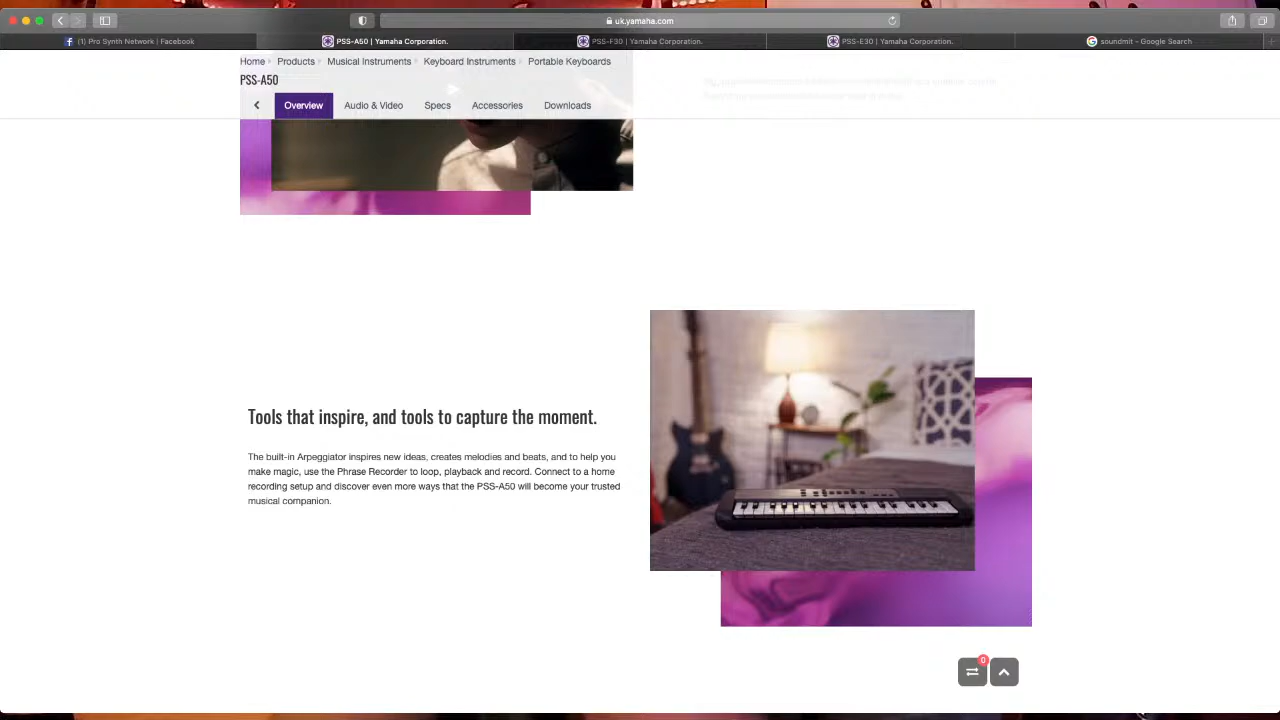 uk.yamaha.com
(1) Pro Synth Network | Facebook
PSS-A50 | Yamaha Corporation.
PSS-F30 | Yamaha Corporation.
PSS-E30 | Yamaha Corporation.
soundmit - Google Search
Home Products Musical Instruments Keyboard Instruments Portable Keyboards
PSS-A50
Overview Audio & Video Specs Accessories Downloads
Tools that inspire, and tools to capture the moment.
The built-in Arpeggiator inspires new ideas, creates melodies and beats, and to help you
make magic, use the Phrase Recorder to loop, playback and record. Connect to a home
recording setup and discover even more ways that the PSS-A50 will become your trusted
musical companion.
0